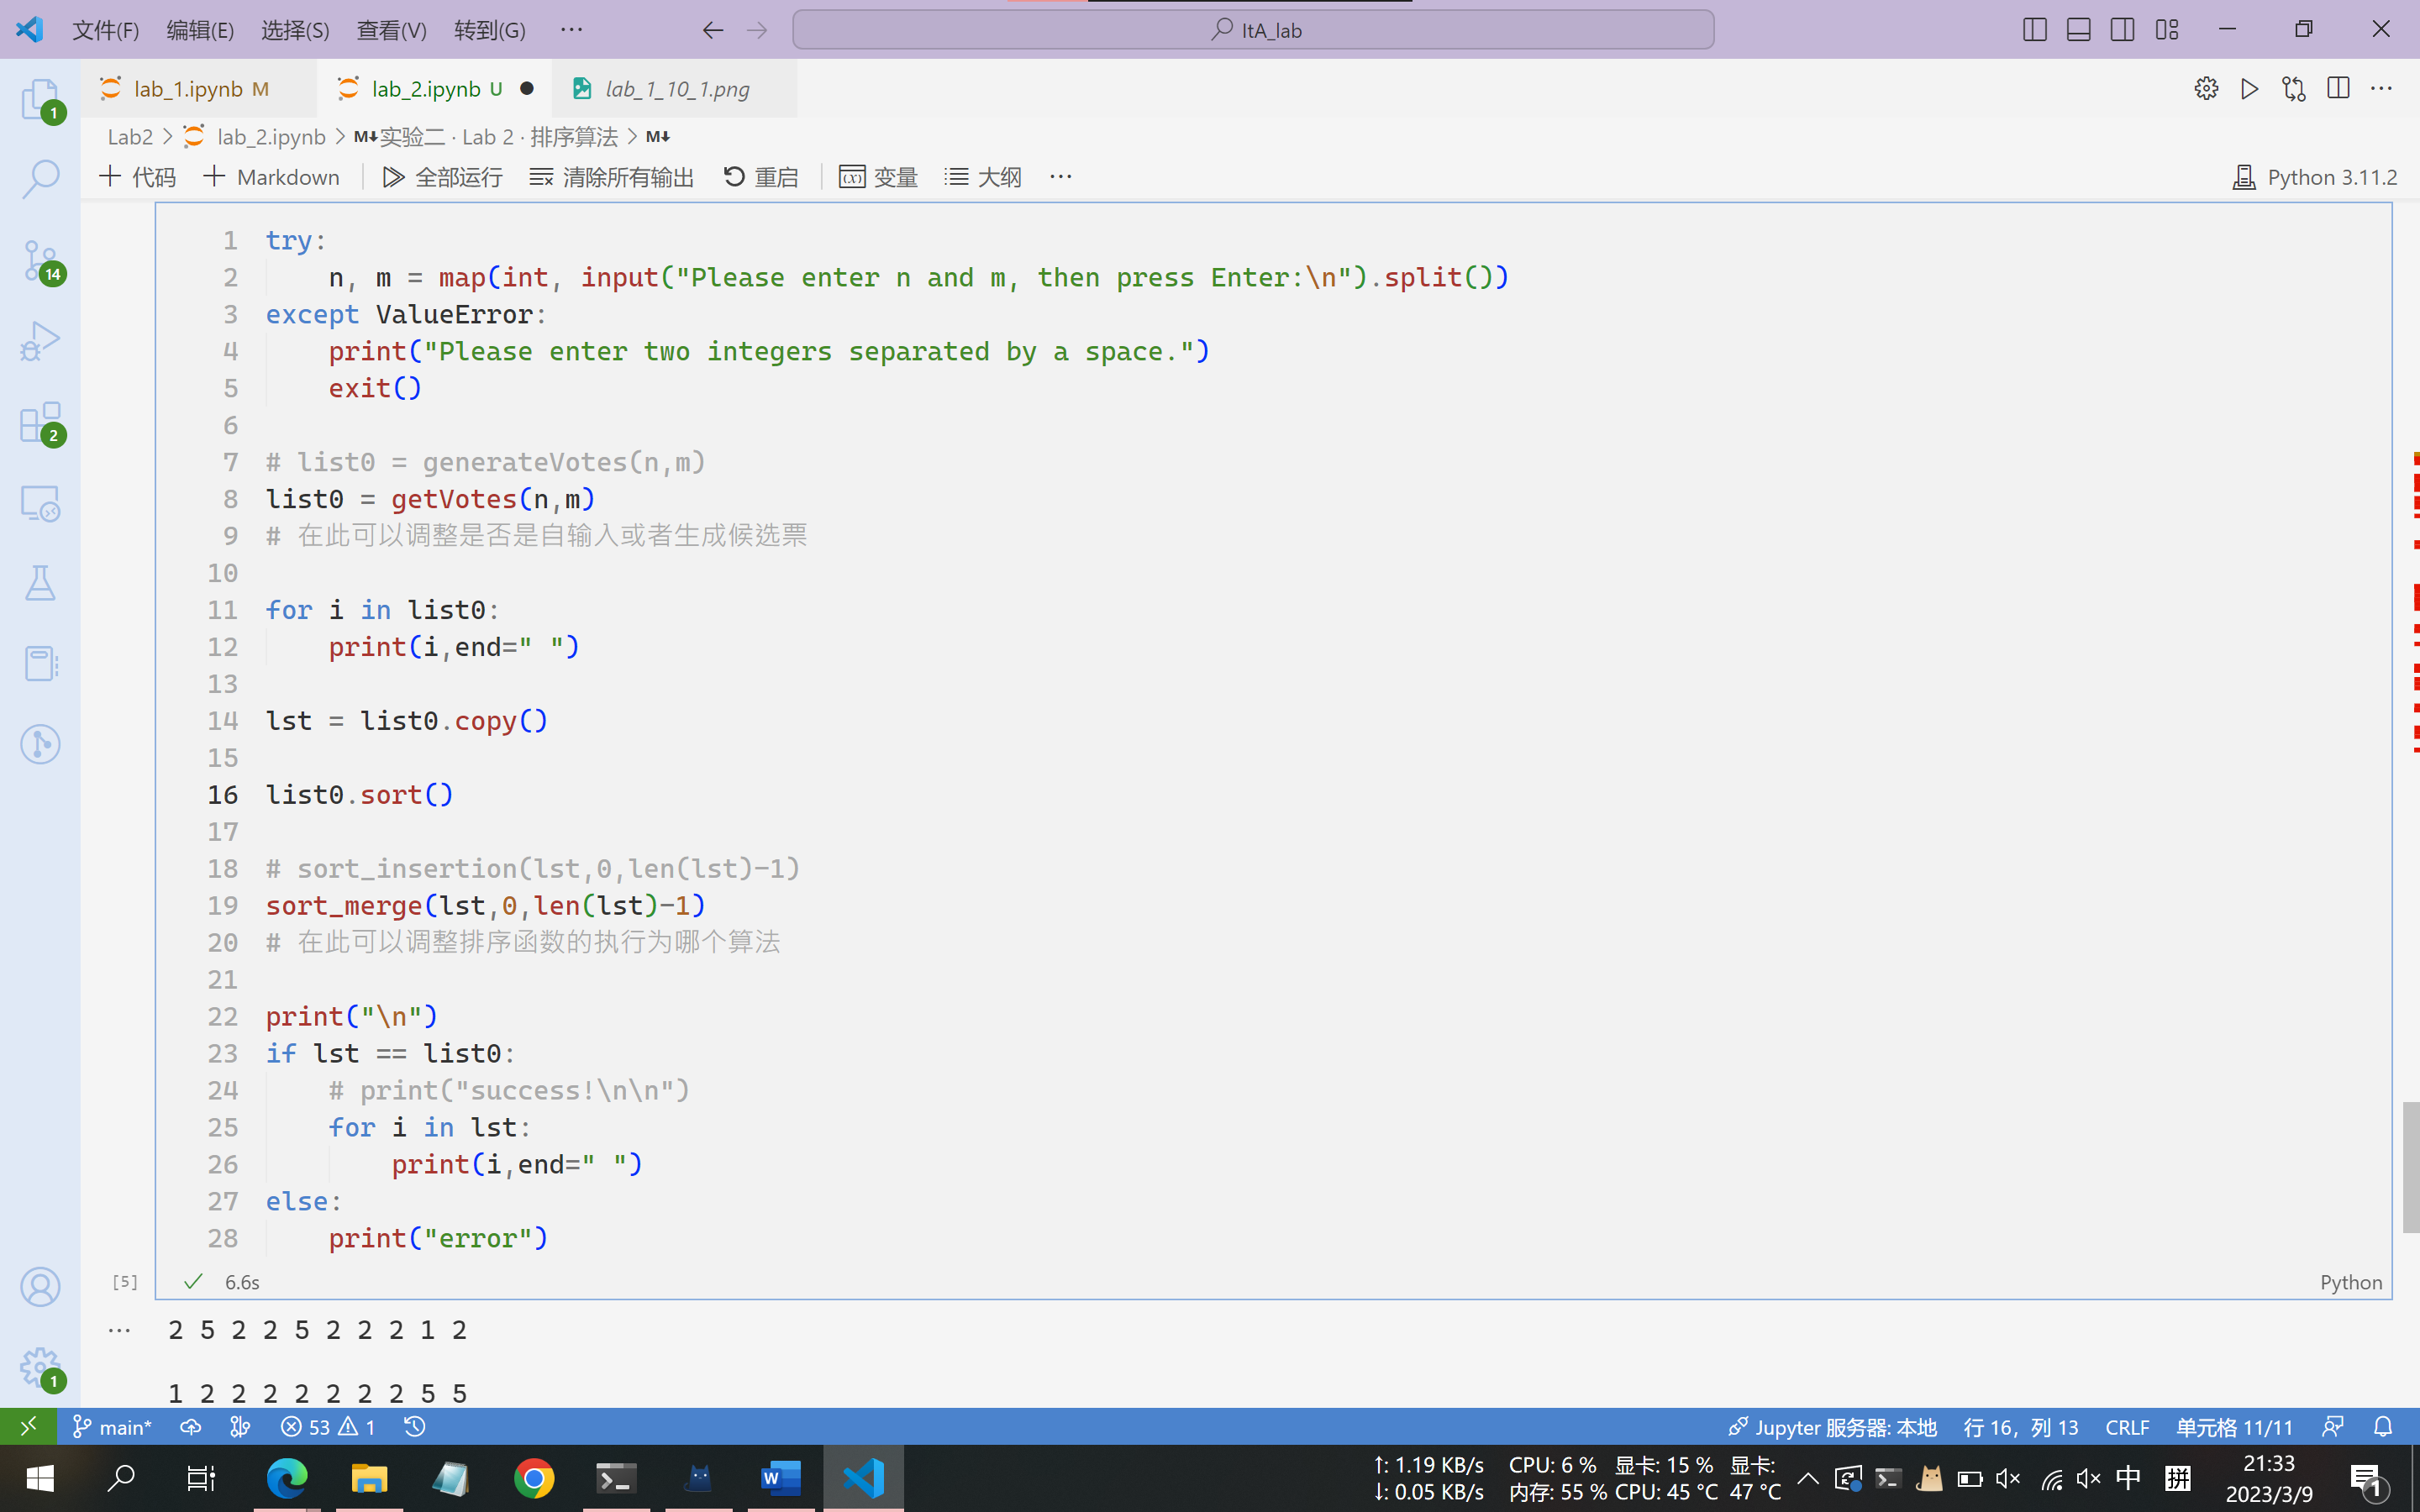 文件(F) 编辑(E) 选择(S) 查看(V) 转到(G) ··· ItA_lab
lab_1.ipynb M lab_2.ipynb U ● lab_1_10_1.png
Lab2 > lab_2.ipynb > M↓实验二 · Lab 2 · 排序算法 > M↓
+ 代码 + Markdown 全部运行 清除所有输出 重启 变量 大纲 ··· Python 3.11.2
1 try:
2     n, m = map(int, input("Please enter n and m, then press Enter:\n").split())
3 except ValueError:
4     print("Please enter two integers separated by a space.")
5     exit()
6
7 # list0 = generateVotes(n,m)
8 list0 = getVotes(n,m)
9 # 在此可以调整是否是自输入或者生成候选票
10
11 for i in list0:
12     print(i,end=" ")
13
14 lst = list0.copy()
15
16 list0.sort()
17
18 # sort_insertion(lst,0,len(lst)-1)
19 sort_merge(lst,0,len(lst)-1)
20 # 在此可以调整排序函数的执行为哪个算法
21
22 print("\n")
23 if lst == list0:
24     # print("success!\n\n")
25     for i in lst:
26         print(i,end=" ")
27 else:
28     print("error")
[5] ✓ 6.6s Python
··· 2 5 2 2 5 2 2 2 1 2
1 2 2 2 2 2 2 2 5 5
1
14
2
1
main* 53 1 Jupyter 服务器: 本地 行 16, 列 13 CRLF 单元格 11/11
↑: 1.19 KB/s CPU: 6 % 显卡: 15 % 显卡: 21:33
↓: 0.05 KB/s 内存: 55 % CPU: 45 °C 47 °C 中 拼 2023/3/9 1